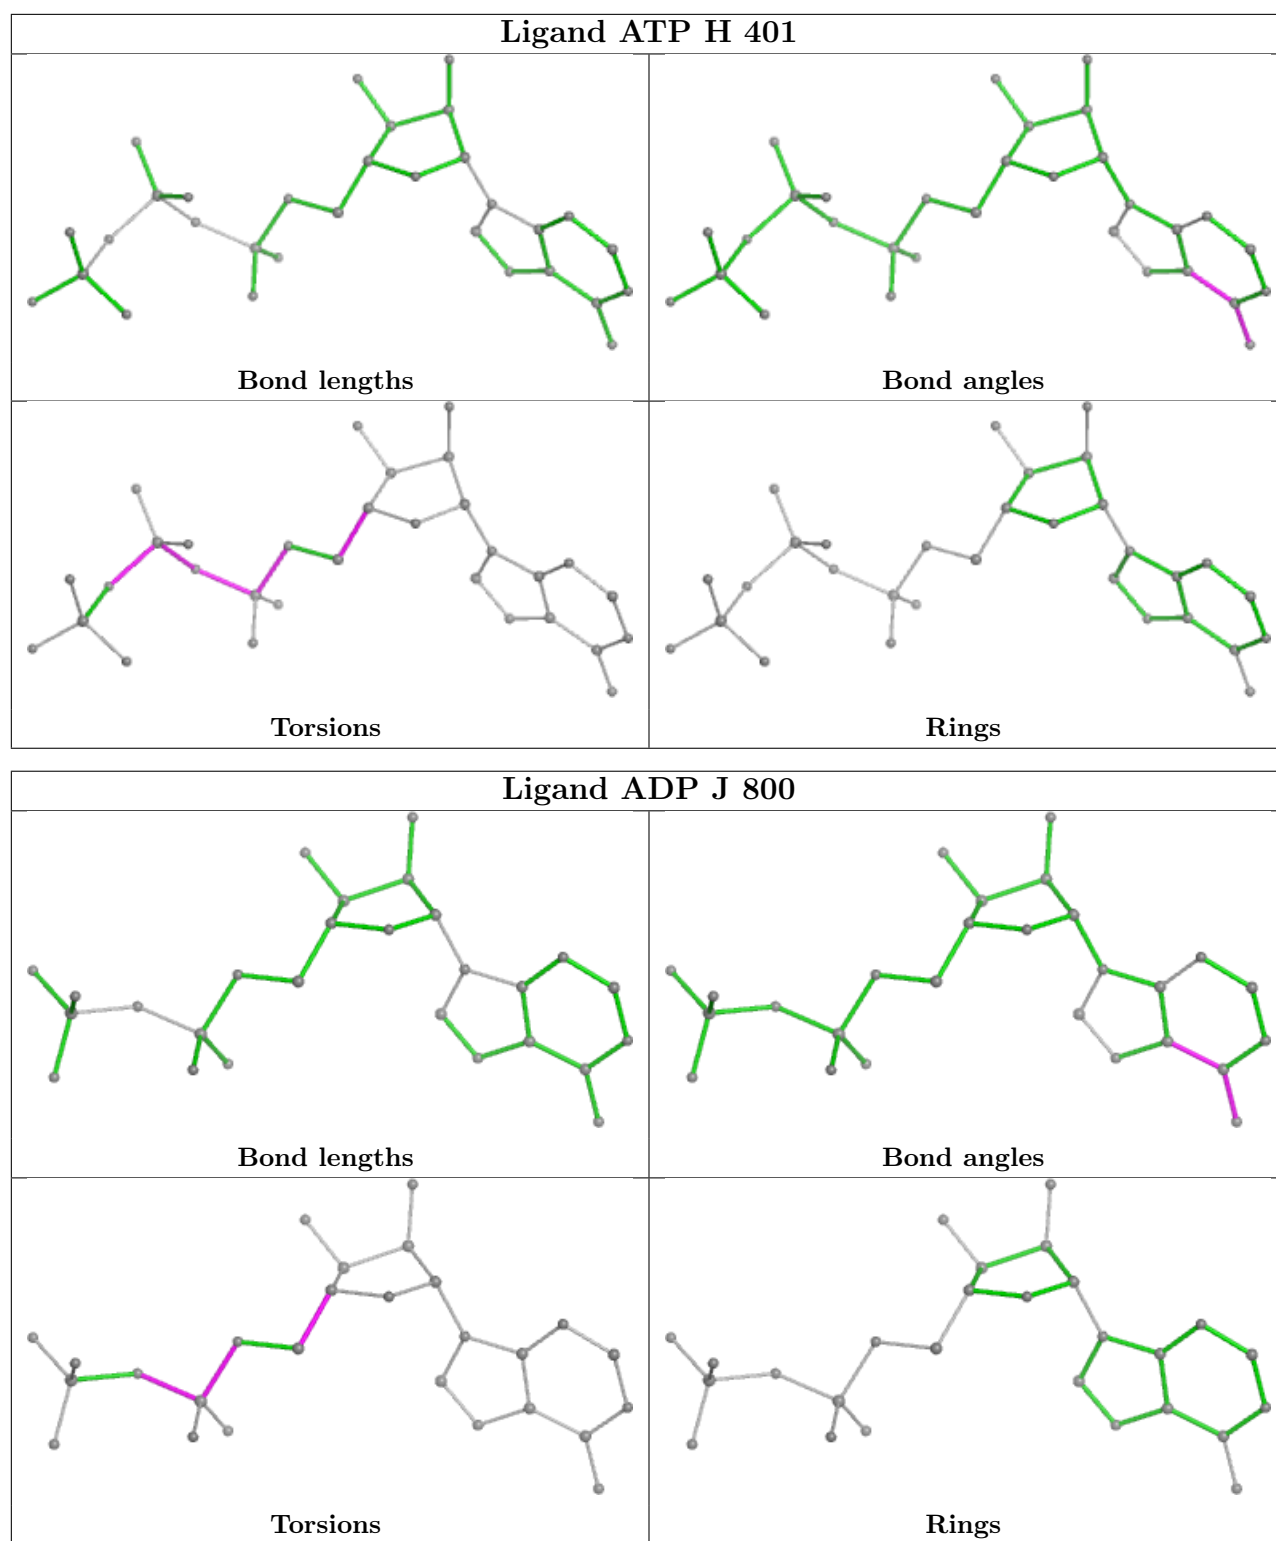 Ligand ATP H 401
Bond lengths
Bond angles
Torsions
Rings
Ligand ADP J 800
Bond lengths
Bond angles
Torsions
Rings